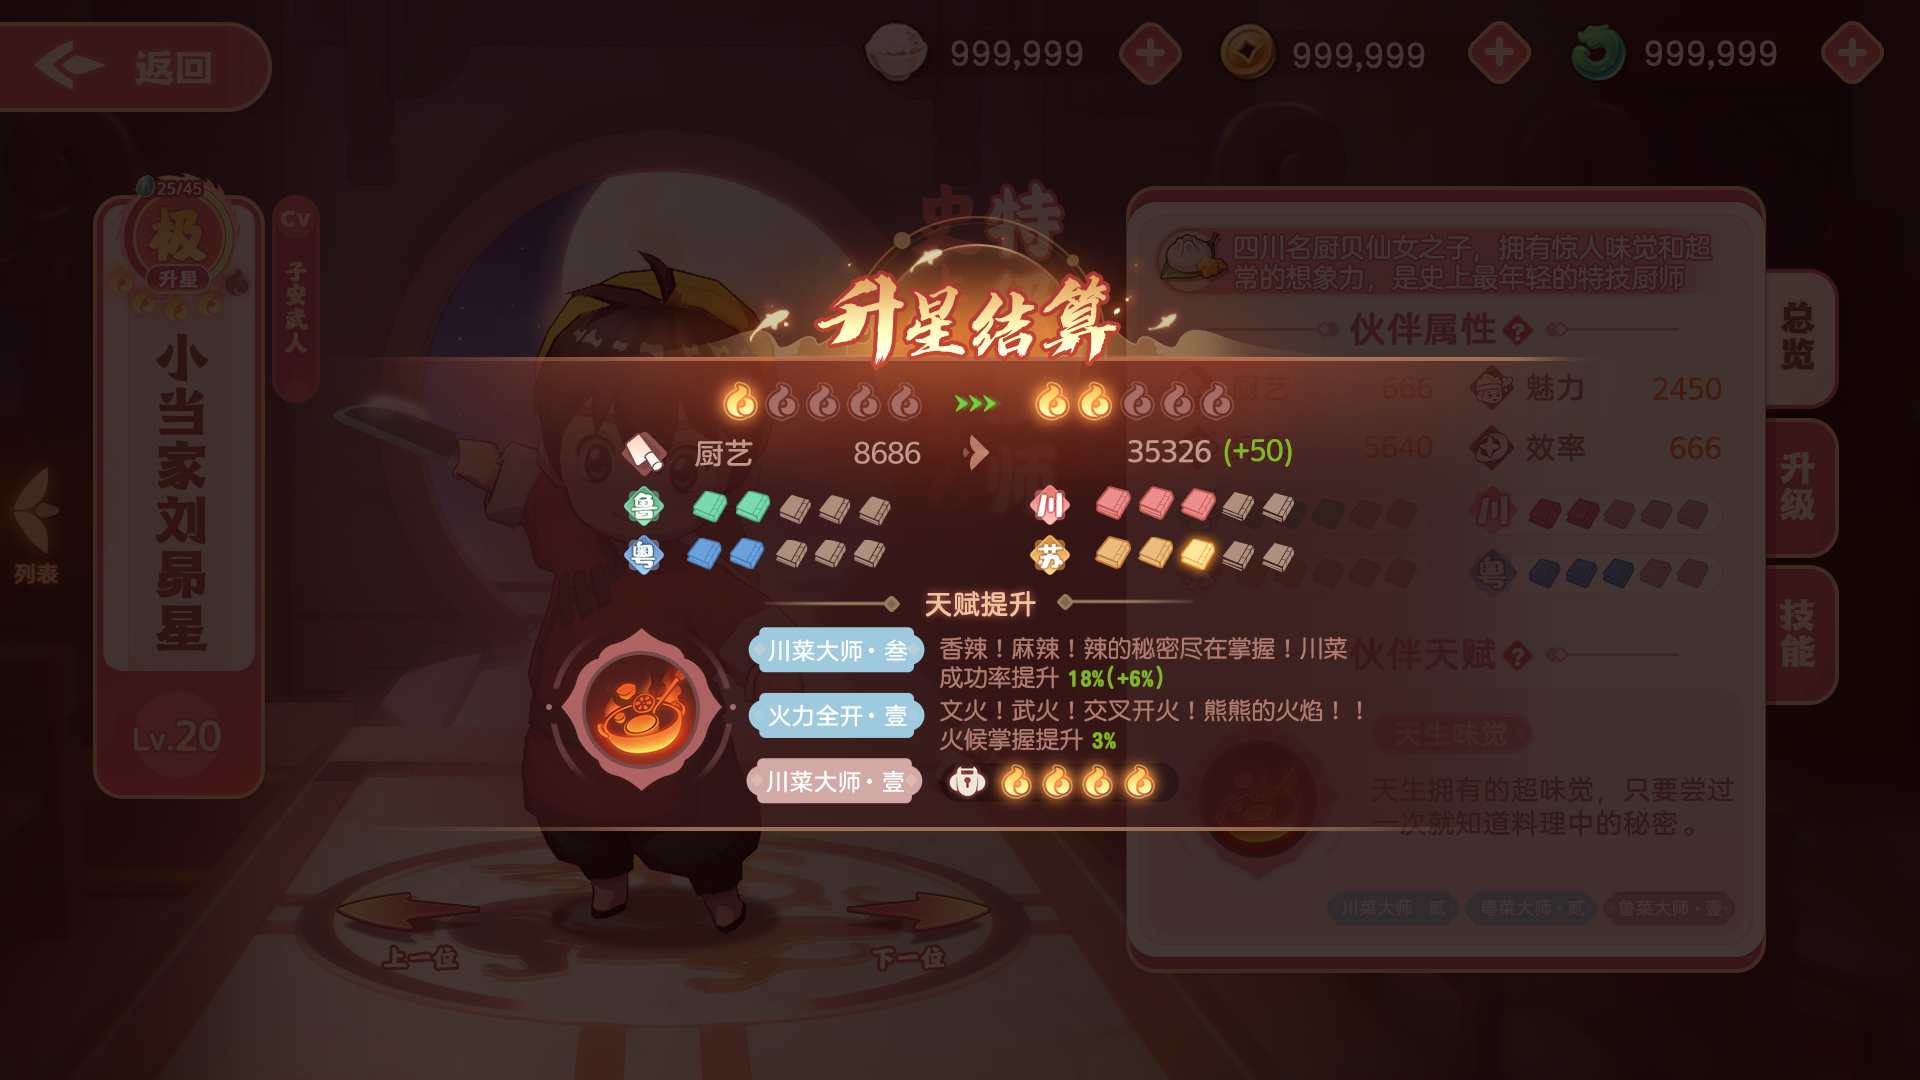 返回
999,999
999,999
999,999
25/45
极
升星
小当家刘昴星
Lv.20
CV
子安武人
列表
特
师
四川名厨贝仙女之子，拥有惊人味觉和超
常的想象力，是史上最年轻的特技厨师
伙伴属性?
厨艺 666
魅力 2450
5640
效率 666
川
粤
伙伴天赋?
天生味觉
天生拥有的超味觉，只要尝过
一次就知道料理中的秘密。
川菜大师 贰
粤菜大师·贰
鲁菜大师·壹
总览
升级
技能
升星结算
厨艺 8686 35326 (+50)
鲁
川
粤
苏
天赋提升
川菜大师·叁
香辣！麻辣！辣的秘密尽在掌握！川菜
成功率提升 18%(+6%)
火力全开·壹
文火！武火！交叉开火！熊熊的火焰！！
火候掌握提升 3%
川菜大师·壹
上一位
下一位